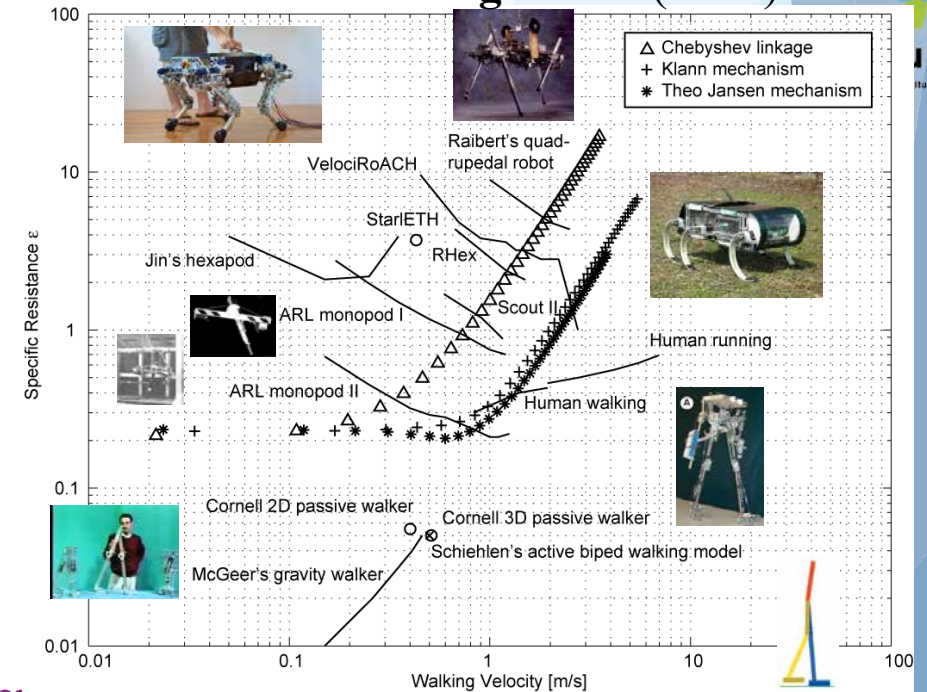 100
Chebyshev linkage
Klann mechanism
Theo Jansen mechanism
Raibert's quad-
rupedal robot
VelociRoACH
10
StarlETH
RHex
Jin's hexapod
Scout II
ARL monopod I
Specific Resistance ε
1
Human running
ARL monopod II
Human walking
A
0.1
Cornell 2D passive walker
Cornell 3D passive walker
Schiehlen's active biped walking model
McGeer's gravity walker
0.01
0.01 0.1 1 10 100
Walking Velocity [m/s]